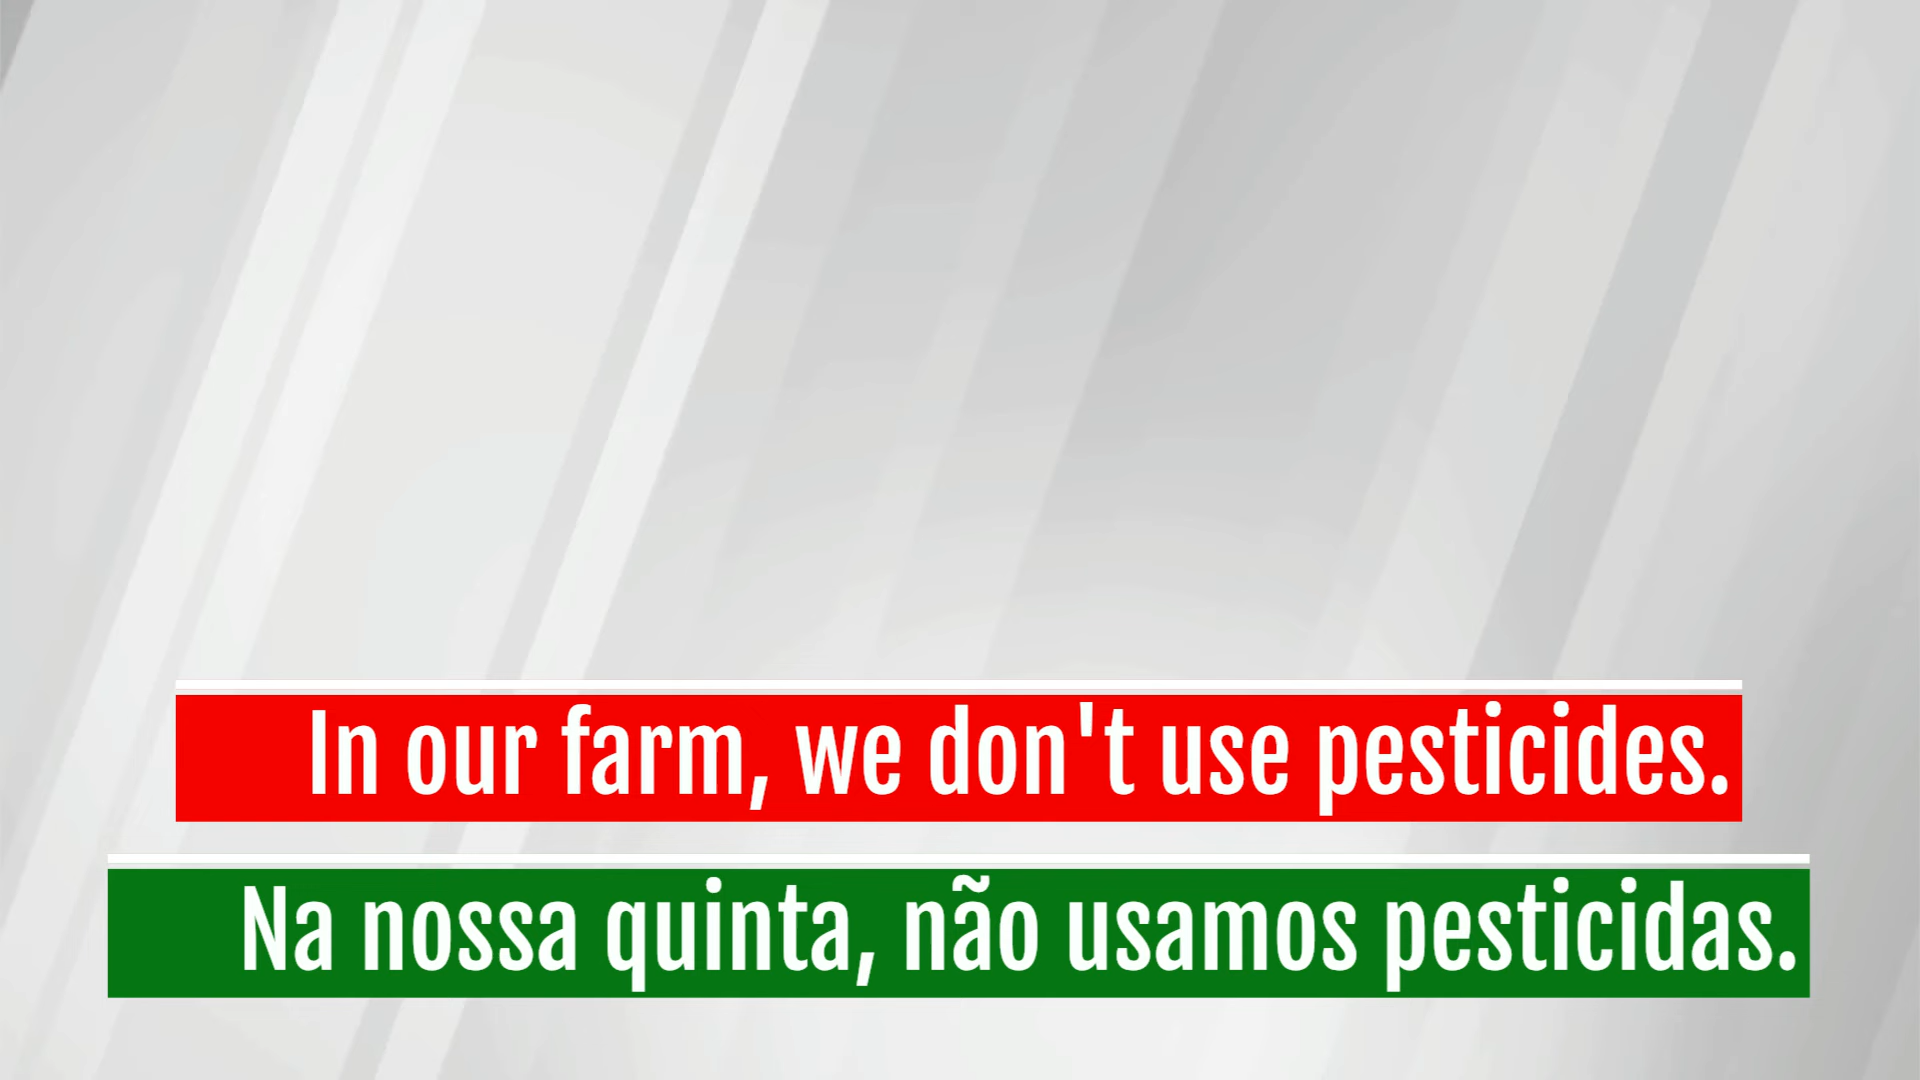 In our farm, we don't use pesticides.
Na nossa quinta, não usamos pesticidas.